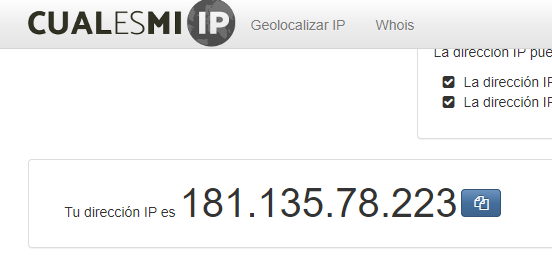 CUALESMI IP Geolocalizar IP Whois
La dirección IP pue
La dirección IP
La dirección IP
Tu dirección IP es 181.135.78.223